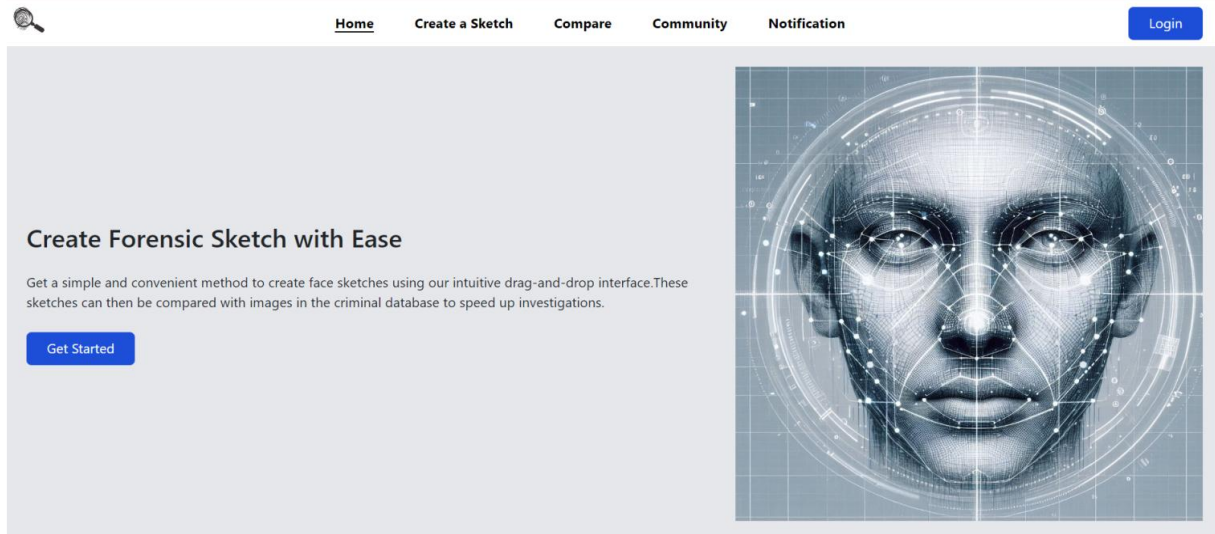 Home
Create a Sketch
Compare
Community
Notification
Login
Create Forensic Sketch with Ease
Get a simple and convenient method to create face sketches using our intuitive drag-and-drop interface.These
sketches can then be compared with images in the criminal database to speed up investigations.
Get Started